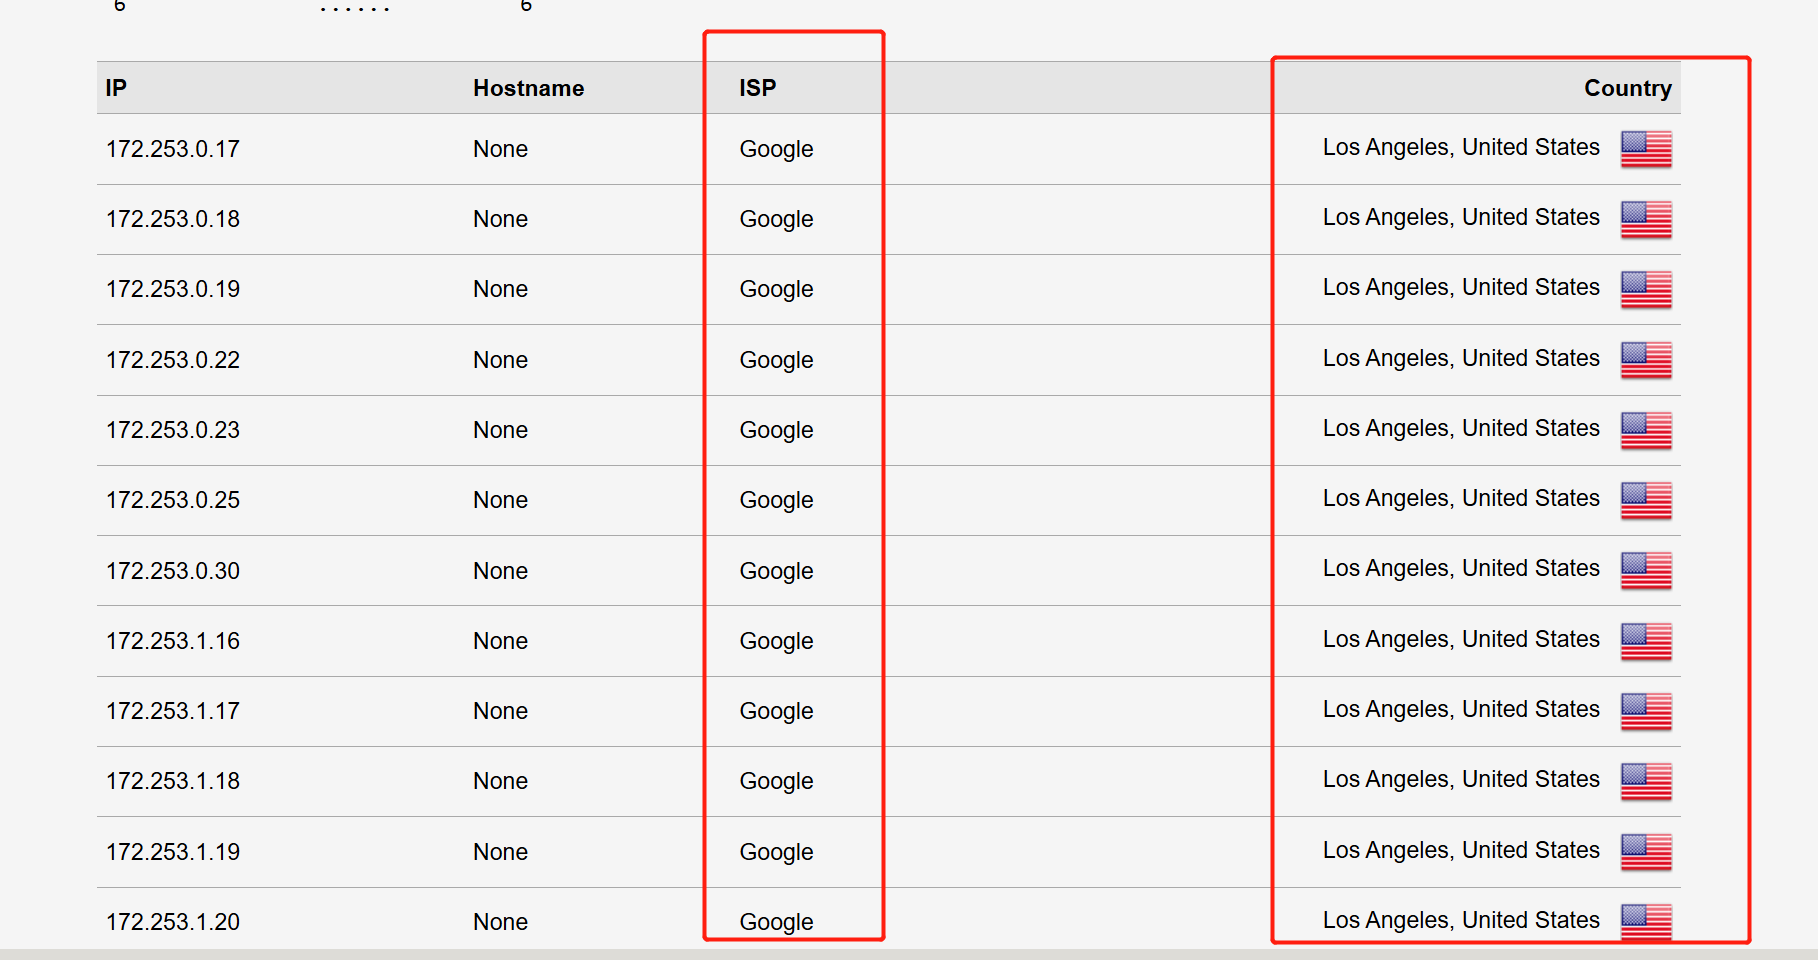 6 ...... 6
IP Hostname ISP Country
172.253.0.17 None Google Los Angeles, United States
172.253.0.18 None Google Los Angeles, United States
172.253.0.19 None Google Los Angeles, United States
172.253.0.22 None Google Los Angeles, United States
172.253.0.23 None Google Los Angeles, United States
172.253.0.25 None Google Los Angeles, United States
172.253.0.30 None Google Los Angeles, United States
172.253.1.16 None Google Los Angeles, United States
172.253.1.17 None Google Los Angeles, United States
172.253.1.18 None Google Los Angeles, United States
172.253.1.19 None Google Los Angeles, United States
172.253.1.20 None Google Los Angeles, United States